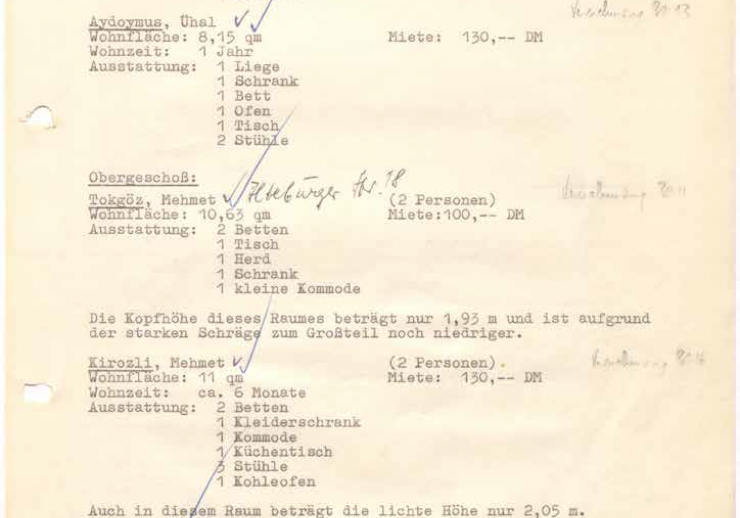 Aydoymus, Ühal
Wohnfläche: 8,15 qm Miete: 130,-- DM
Wohnzeit: 1 Jahr
Ausstattung: 1 Liege
1 Schrank
1 Bett
1 Ofen
1 Tisch
2 Stühle
Obergeschoß:
Tokgöz, Mehmet (2 Personen)
Wohnfläche: 10,63 qm Miete:100,-- DM
Ausstattung: 2 Betten
1 Tisch
1 Herd
1 Schrank
1 kleine Kommode
Die Kopfhöhe dieses Raumes beträgt nur 1,93 m und ist aufgrund
der starken Schräge zum Großteil noch niedriger.
Kirozli, Mehmet (2 Personen)
Wohnfläche: 11 qm Miete: 130,-- DM
Wohnzeit: ca. 6 Monate
Ausstattung: 2 Betten
1 Kleiderschrank
1 Kommode
1 Küchentisch
3 Stühle
1 Kohleofen
Auch in diesem Raum beträgt die lichte Höhe nur 2,05 m.